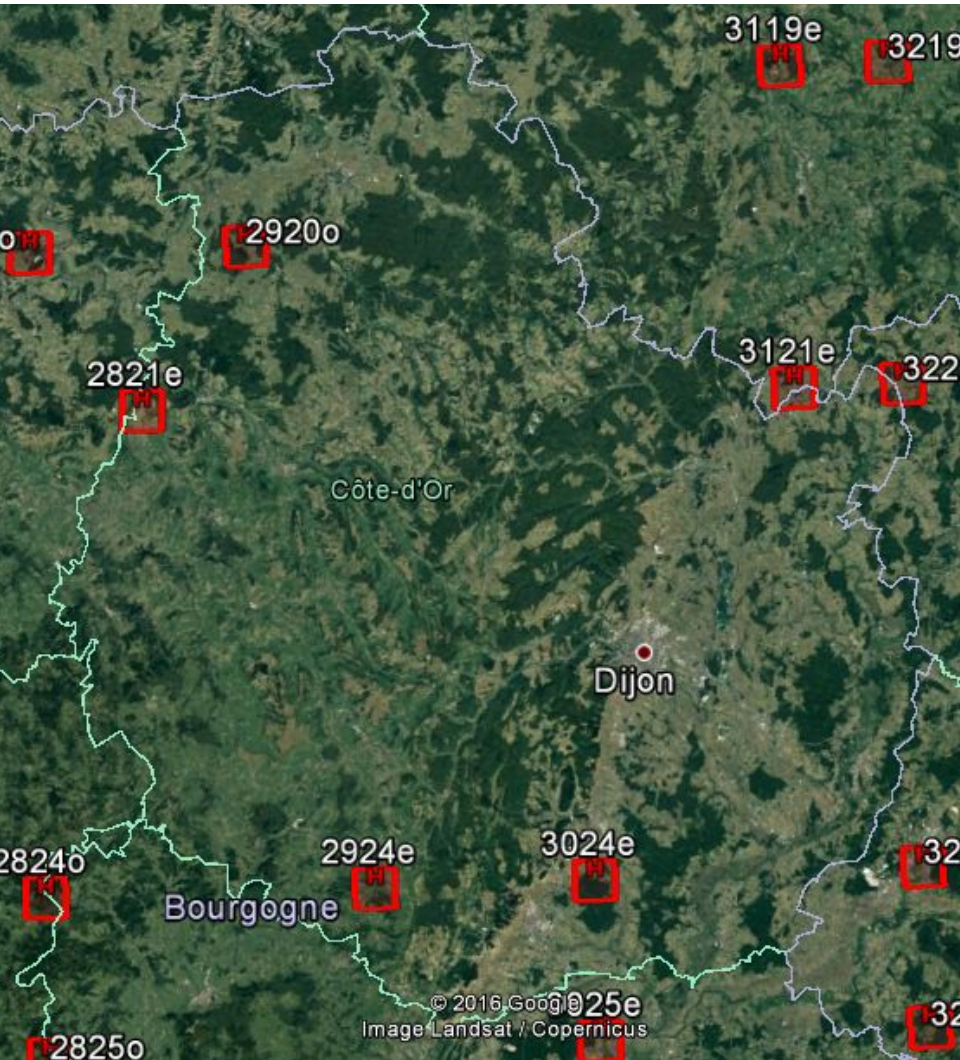 3119e
3219
o
2920o
3121e
322
2821e
Côte-d'Or
Dijon
3024e
2924e
32
2824o
Bourgogne
© 2016 Google
3025e
Image Landsat / Copernicus
32
2825o